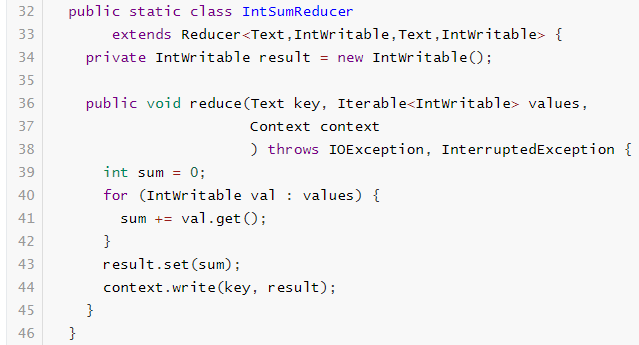 32 public static class IntSumReducer
33 extends Reducer<Text,IntWritable,Text,IntWritable> {
34 private IntWritable result = new IntWritable();
35
36 public void reduce(Text key, Iterable<IntWritable> values,
37 Context context
38 ) throws IOException, InterruptedException {
39 int sum = 0;
40 for (IntWritable val : values) {
41 sum += val.get();
42 }
43 result.set(sum);
44 context.write(key, result);
45 }
46 }